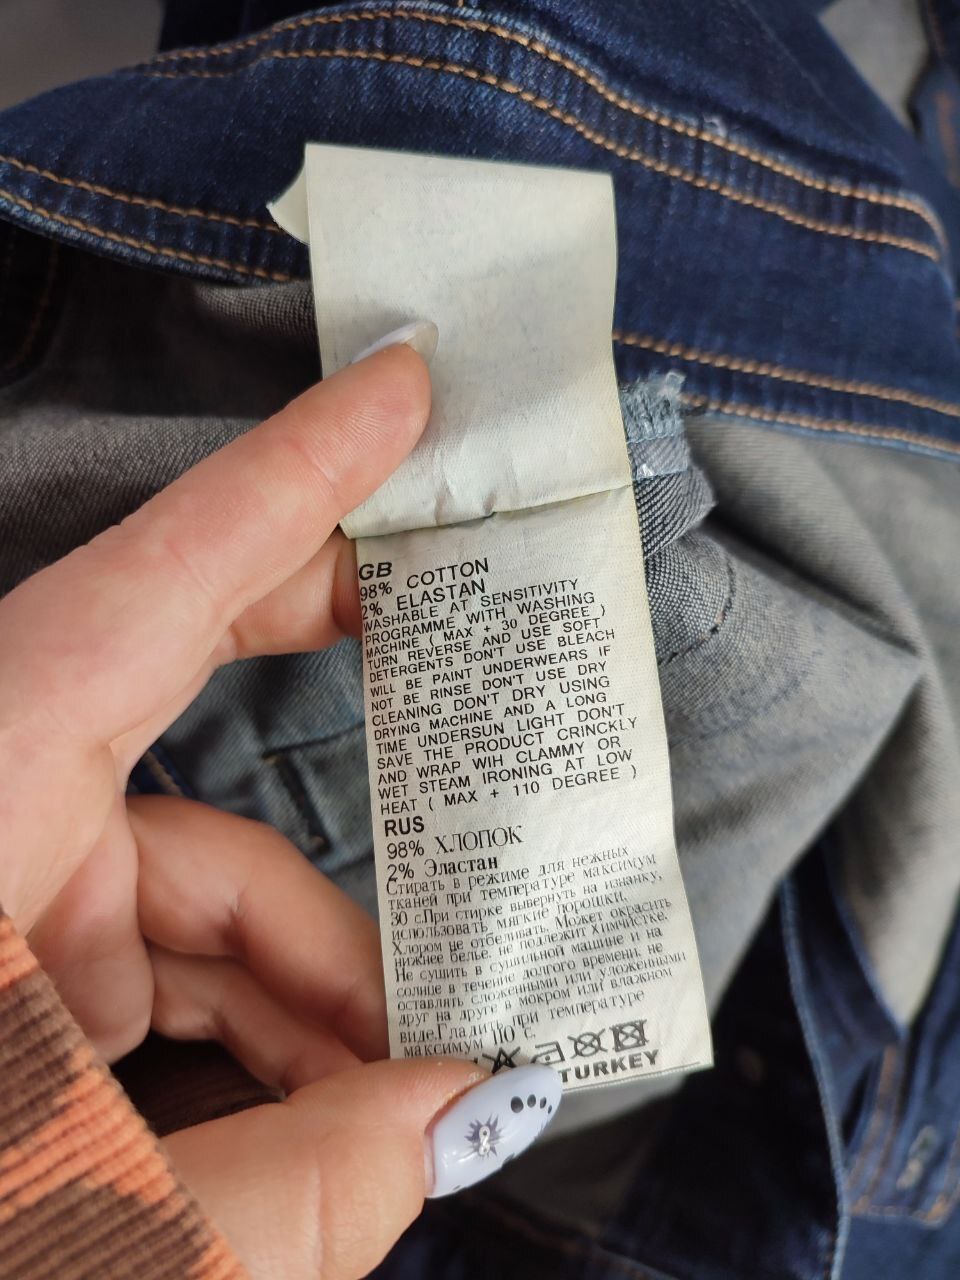 GB
98% COTTON
2% ELASTAN
WASHABLE AT SENSITIVITY
PROGRAMME WITH WASHING
MACHINE ( MAX + 30 DEGREE )
TURN REVERSE AND USE SOFT
DETERGENTS DON'T USE BLEACH
WILL BE PAINT UNDERWEARS IF
NOT BE RINSE DON'T USE DRY
CLEANING DON'T DRY USING
DRYING MACHINE AND A LONG
TIME UNDERSUN LIGHT DON'T
SAVE THE PRODUCT CRINCKLY
AND WRAP WIH CLAMMY OR
WET STEAM IRONING AT LOW
HEAT ( MAX + 110 DEGREE )
RUS
98% ХЛОПОК
2% Эластан
Стирать в режиме для нежных
тканей при температуре максимум
30 с.При стирке вывернуть на изнанку,
использовать мягкие порошки.
Хлором не отбеливать. Может окрасить
нижнее белье. не подлежит Химчистке.
Не сушить в сушильной машине и на
солнце в течение долгого времени. не
оставлять сложенными или уложенными
друг на друга в мокром или влажном
виде.Гладить при температуре
максимум 110 с.
TURKEY